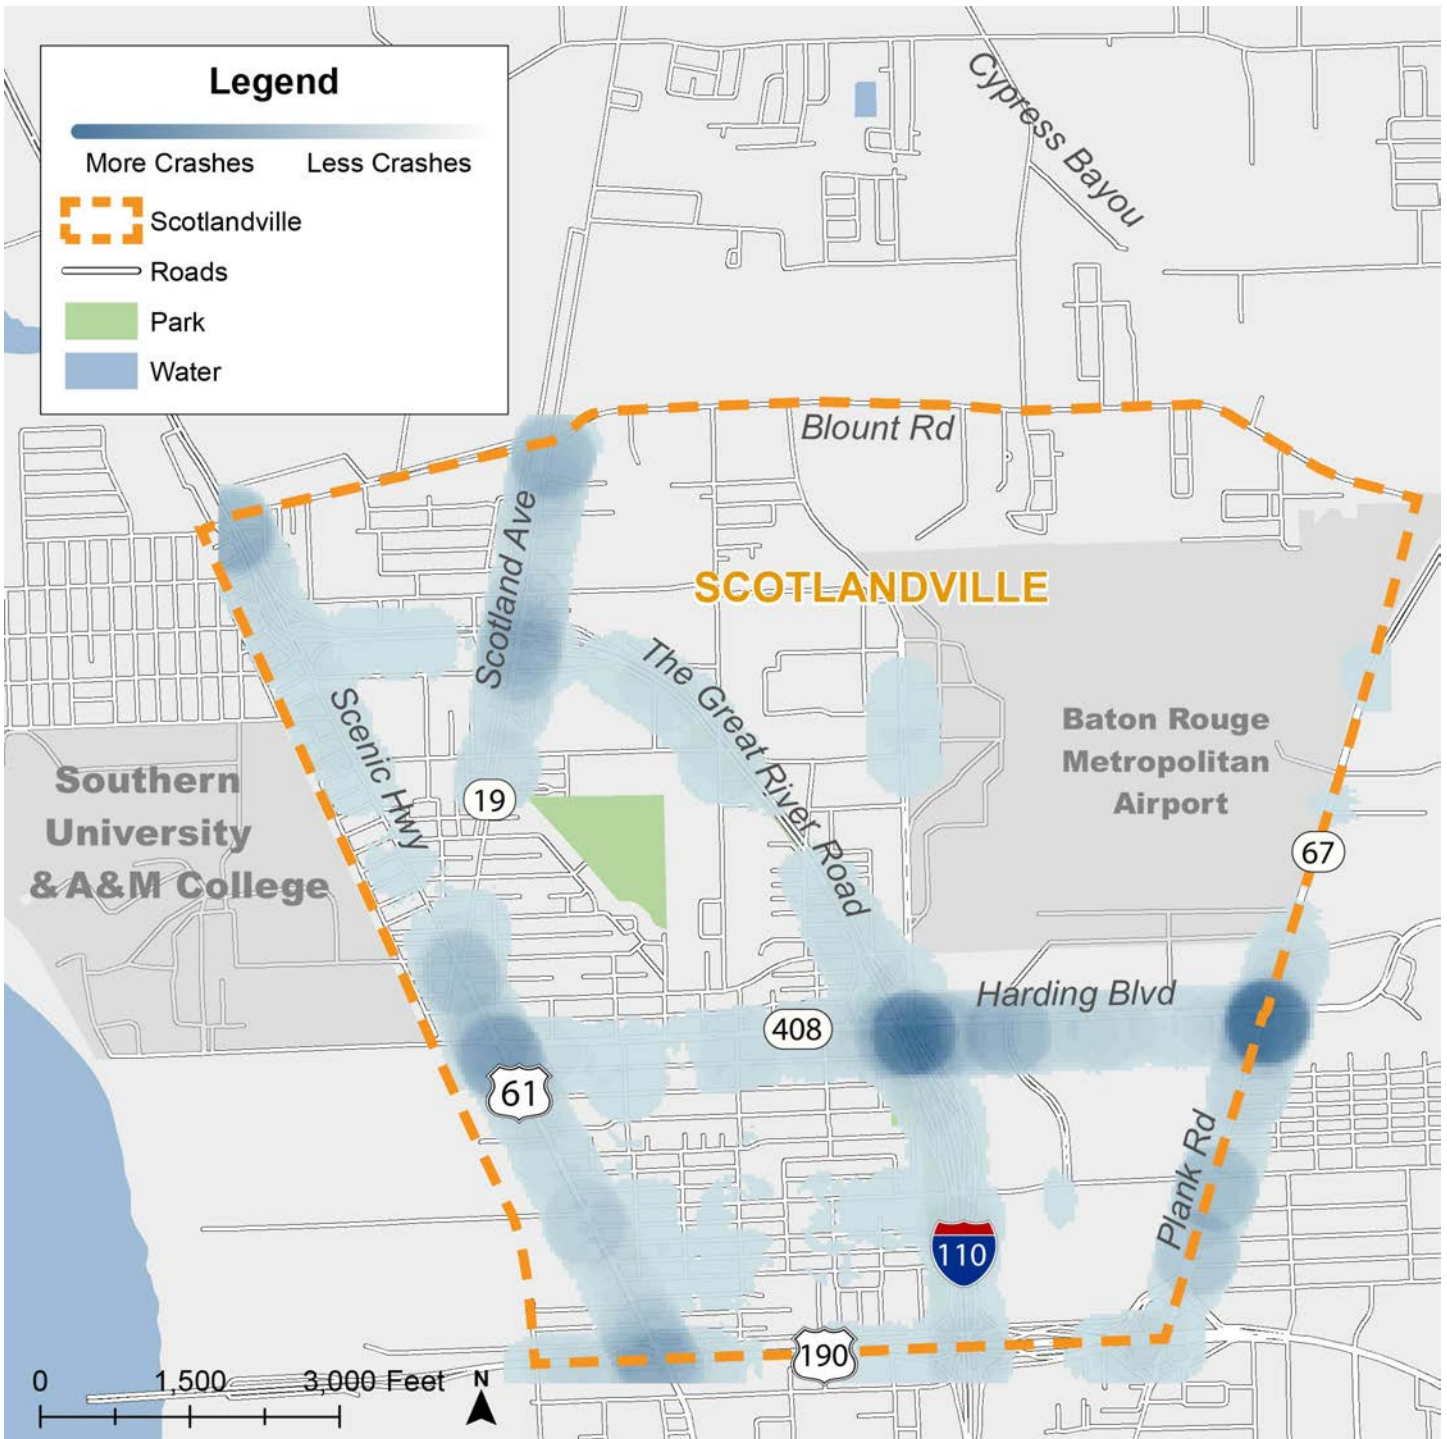 Legend
More Crashes Less Crashes
Scotlandville
Roads
Park
Water
Cypress Bayou
Blount Rd
Scotland Ave
SCOTLANDVILLE
The Great River Road
Scenic Hwy
Baton Rouge
Metropolitan
Airport
Southern
University
& A&M College
19
67
Harding Blvd
408
61
Plank Rd
110
190
0 1,500 3,000 Feet
N